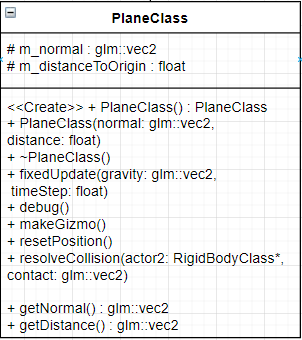 PlaneClass
# m_normal : glm::vec2
# m_distanceToOrigin : float
<<Create>> + PlaneClass() : PlaneClass
+ PlaneClass(normal: glm::vec2,
distance: float)
+ ~PlaneClass()
+ fixedUpdate(gravity: glm::vec2,
timeStep: float)
+ debug()
+ makeGizmo()
+ resetPosition()
+ resolveCollision(actor2: RigidBodyClass*,
contact: glm::vec2)
+ getNormal() : glm::vec2
+ getDistance() : glm::vec2